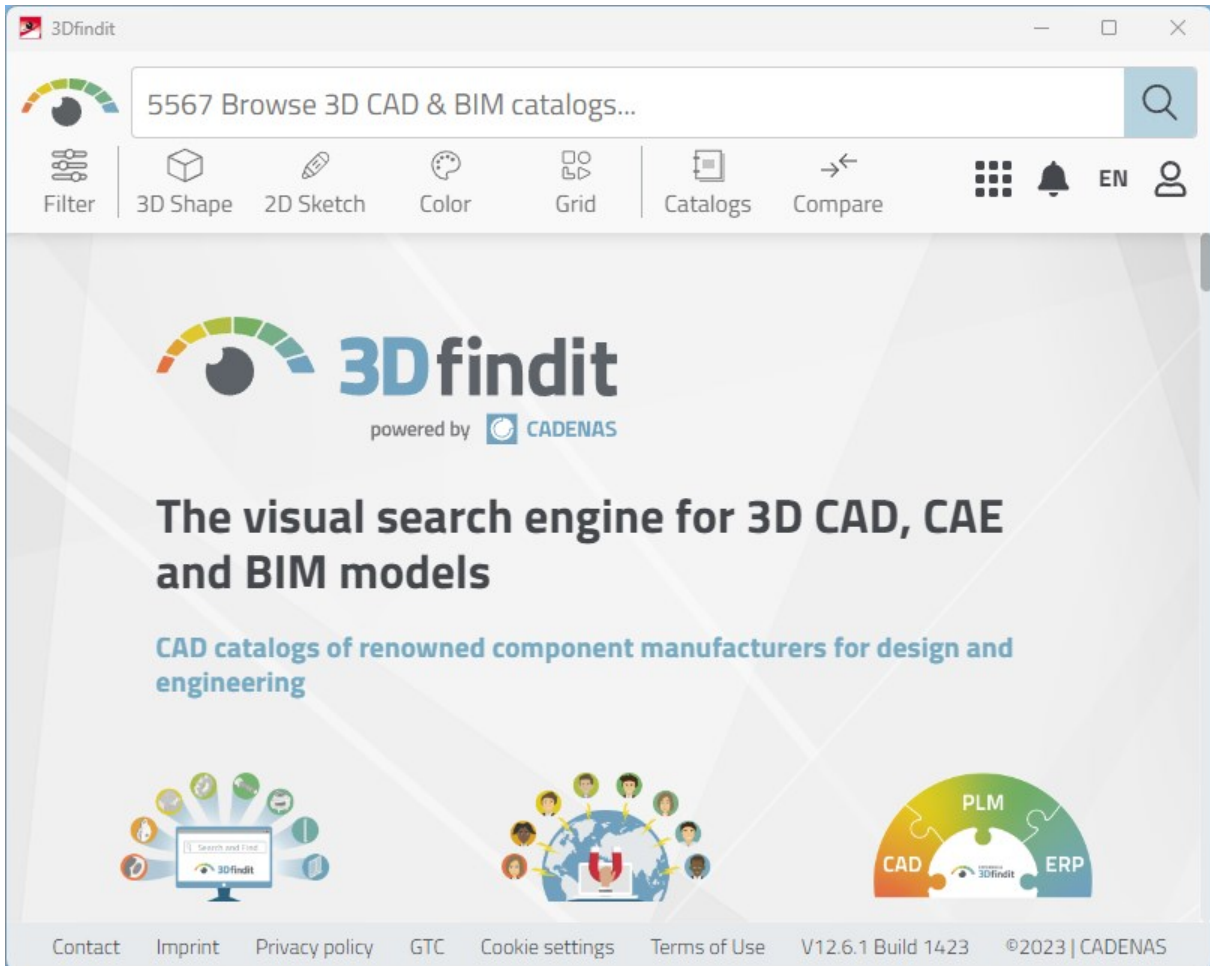 3Dfindit
5567 Browse 3D CAD & BIM catalogs...
Filter
3D Shape
2D Sketch
Color
Grid
Catalogs
Compare
EN
3Dfindit
powered by CADENAS
The visual search engine for 3D CAD, CAE
and BIM models
CAD catalogs of renowned component manufacturers for design and
engineering
Search and Find
3Dfindit
PLM
CAD
3Dfindit
ERP
Contact Imprint Privacy policy GTC Cookie settings Terms of Use V12.6.1 Build 1423 ©2023 | CADENAS